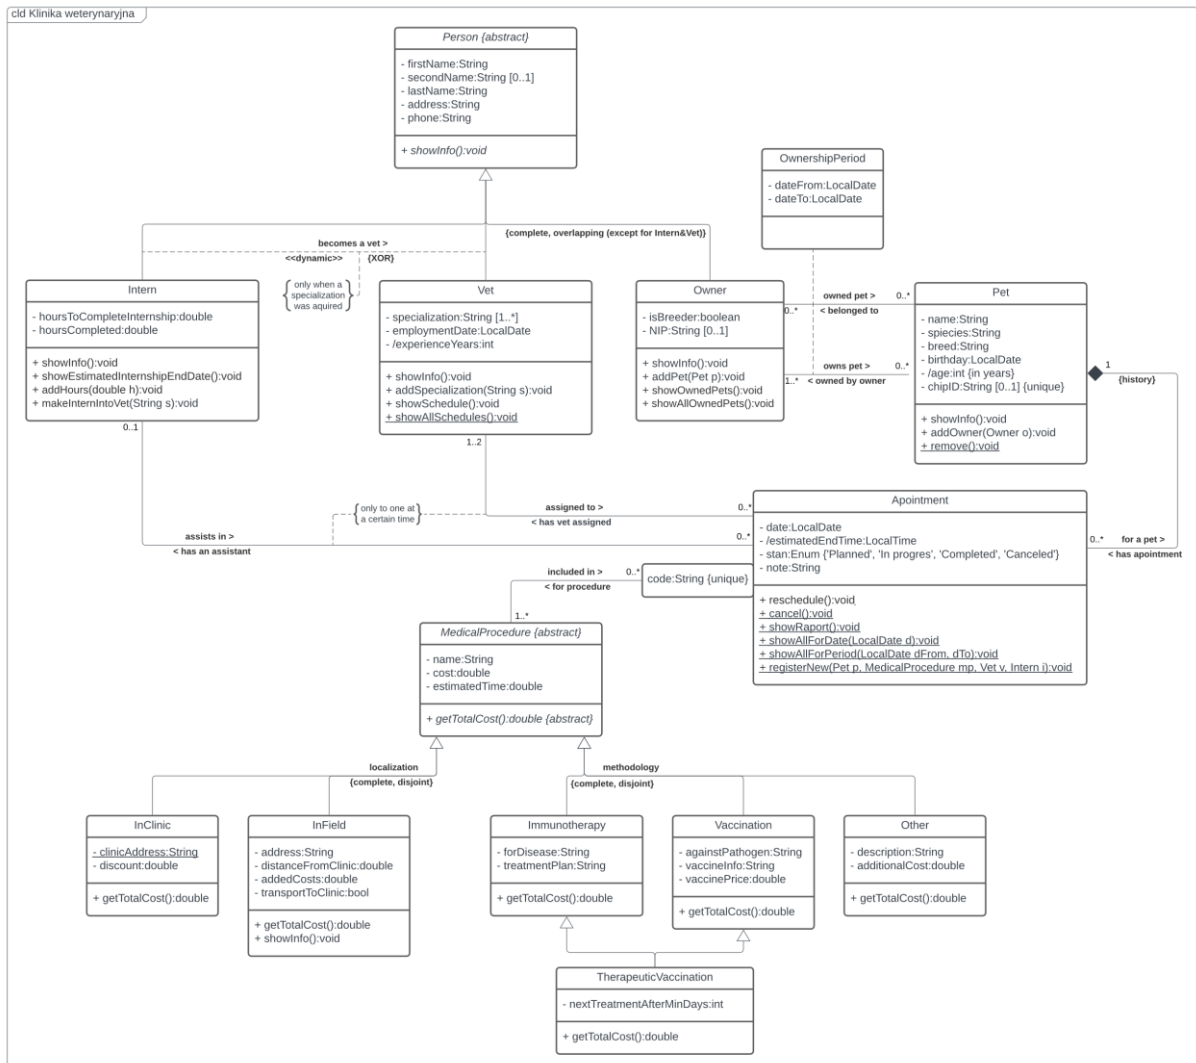 cld Klinika weterynaryjna
Person {abstract}
- firstName:String
- secondName:String [0..1]
- lastName:String
- address:String
- phone:String
+ showInfo():void
OwnershipPeriod
- dateFrom:LocalDate
- dateTo:LocalDate
{complete, overlapping (except for Intern&Vet)}
becomes a vet >
<<dynamic>>
{XOR}
only when a
specialization
was aquired
Intern
- hoursToCompleteInternship:double
- hoursCompleted:double
+ showInfo():void
+ showEstimatedInternshipEndDate():void
+ addHours(double h):void
+ makeInternIntoVet(String s):void
0..1
Vet
- specialization:String [1..*]
- employmentDate:LocalDate
- /experienceYears:int
+ showInfo():void
+ addSpecialization(String s):void
+ showSchedule():void
+ showAllSchedules():void
1..2
Owner
- isBreeder:boolean
- NIP:String [0..1]
+ showInfo():void
+ addPet(Pet p):void
+ showOwnedPets():void
+ showAllOwnedPets():void
owned pet >
0..*
0..*
< belonged to
owns pet >
0..*
1..*
< owned by owner
Pet
- name:String
- spiecies:String
- breed:String
- birthday:LocalDate
- /age:int {in years}
- chipID:String [0..1] {unique}
+ showInfo():void
+ addOwner(Owner o):void
+ remove():void
1
{history}
only to one at
a certain time
assigned to >
0..*
< has vet assigned
assists in >
0..*
< has an assistant
Apointment
- date:LocalDate
- /estimatedEndTime:LocalTime
- stan:Enum {'Planned', 'In progres', 'Completed', 'Canceled'}
- note:String
+ reschedule():void
+ cancel():void
+ showRaport():void
+ showAllForDate(LocalDate d):void
+ showAllForPeriod(LocalDate dFrom, dTo):void
+ registerNew(Pet p, MedicalProcedure mp, Vet v, Intern i):void
0..*
for a pet >
< has apointment
included in >
0..*
< for procedure
code:String {unique}
1..*
MedicalProcedure {abstract}
- name:String
- cost:double
- estimatedTime:double
+ getTotalCost():double {abstract}
localization
{complete, disjoint}
methodology
{complete, disjoint}
InClinic
- clinicAddress:String
- discount:double
+ getTotalCost():double
InField
- address:String
- distanceFromClinic:double
- addedCosts:double
- transportToClinic:bool
+ getTotalCost():double
+ showInfo():void
Immunotherapy
- forDisease:String
- treatmentPlan:String
+ getTotalCost():double
Vaccination
- againstPathogen:String
- vaccineInfo:String
- vaccinePrice:double
+ getTotalCost():double
Other
- description:String
- additionalCost:double
+ getTotalCost():double
TherapeuticVaccination
- nextTreatmentAfterMinDays:int
+ getTotalCost():double